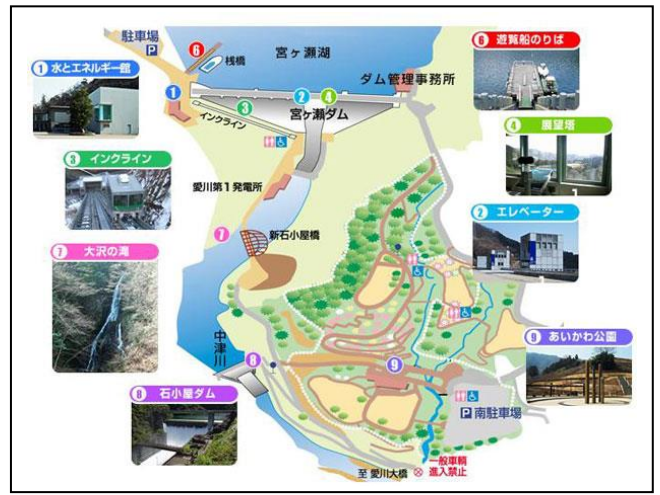 駐車場
P
6
桟橋
宮ヶ瀬湖
ダム管理事務所
6 遊覧船のりば
1 水とエネルギー館
1
3
2
4
宮ヶ瀬ダム
インクライン
4 展望塔
3 インクライン
愛川第1発電所
2 エレベーター
7
新石小屋橋
7 大沢の滝
中津川
8
9
9 あいかわ公園
8 石小屋ダム
P 南駐車場
至 愛川大橋
一般車輌
進入禁止